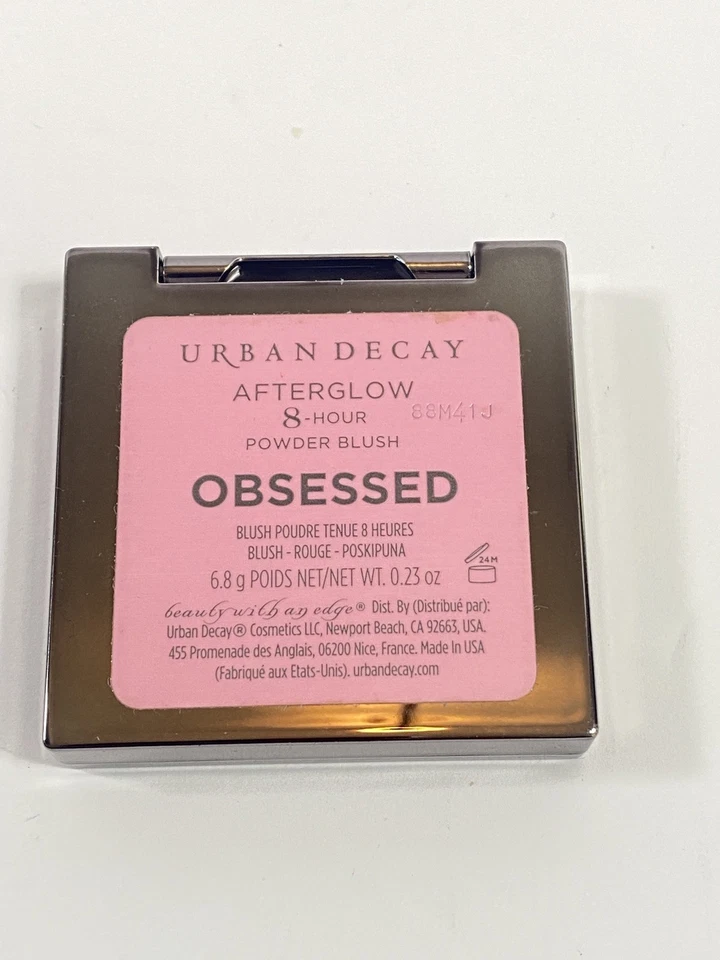 URBAN DECAY
AFTERGLOW
8-HOUR 88M41J
POWDER BLUSH
OBSESSED
BLUSH POUDRE TENUE 8 HEURES
BLUSH - ROUGE - POSKIPUNA
24M
6.8 g POIDS NET/NET WT. 0.23 oz
beauty with an edge® Dist. By (Distribué par):
Urban Decay® Cosmetics LLC, Newport Beach, CA 92663, USA.
455 Promenade des Anglais, 06200 Nice, France. Made In USA
(Fabriqué aux Etats-Unis). urbandecay.com